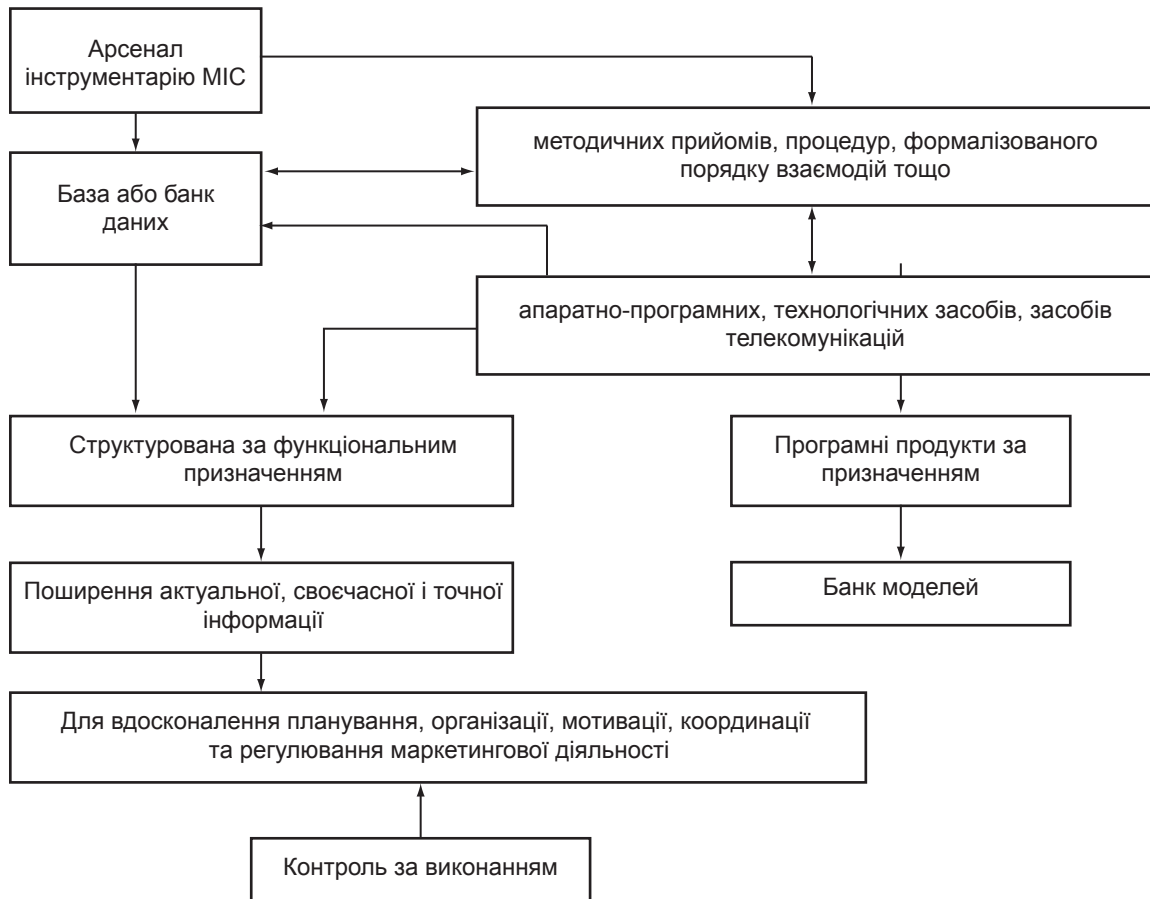 Арсенал
інструментарію МІС
методичних прийомів, процедур, формалізованого
порядку взаємодій тощо
База або банк
даних
апаратно-програмних, технологічних засобів, засобів
телекомунікацій
Структурована за функціональним
призначенням
Програмні продукти за
призначенням
Поширення актуальної, своєчасної і точної
інформації
Банк моделей
Для вдосконалення планування, організації, мотивації, координації
та регулювання маркетингової діяльності
Контроль за виконанням